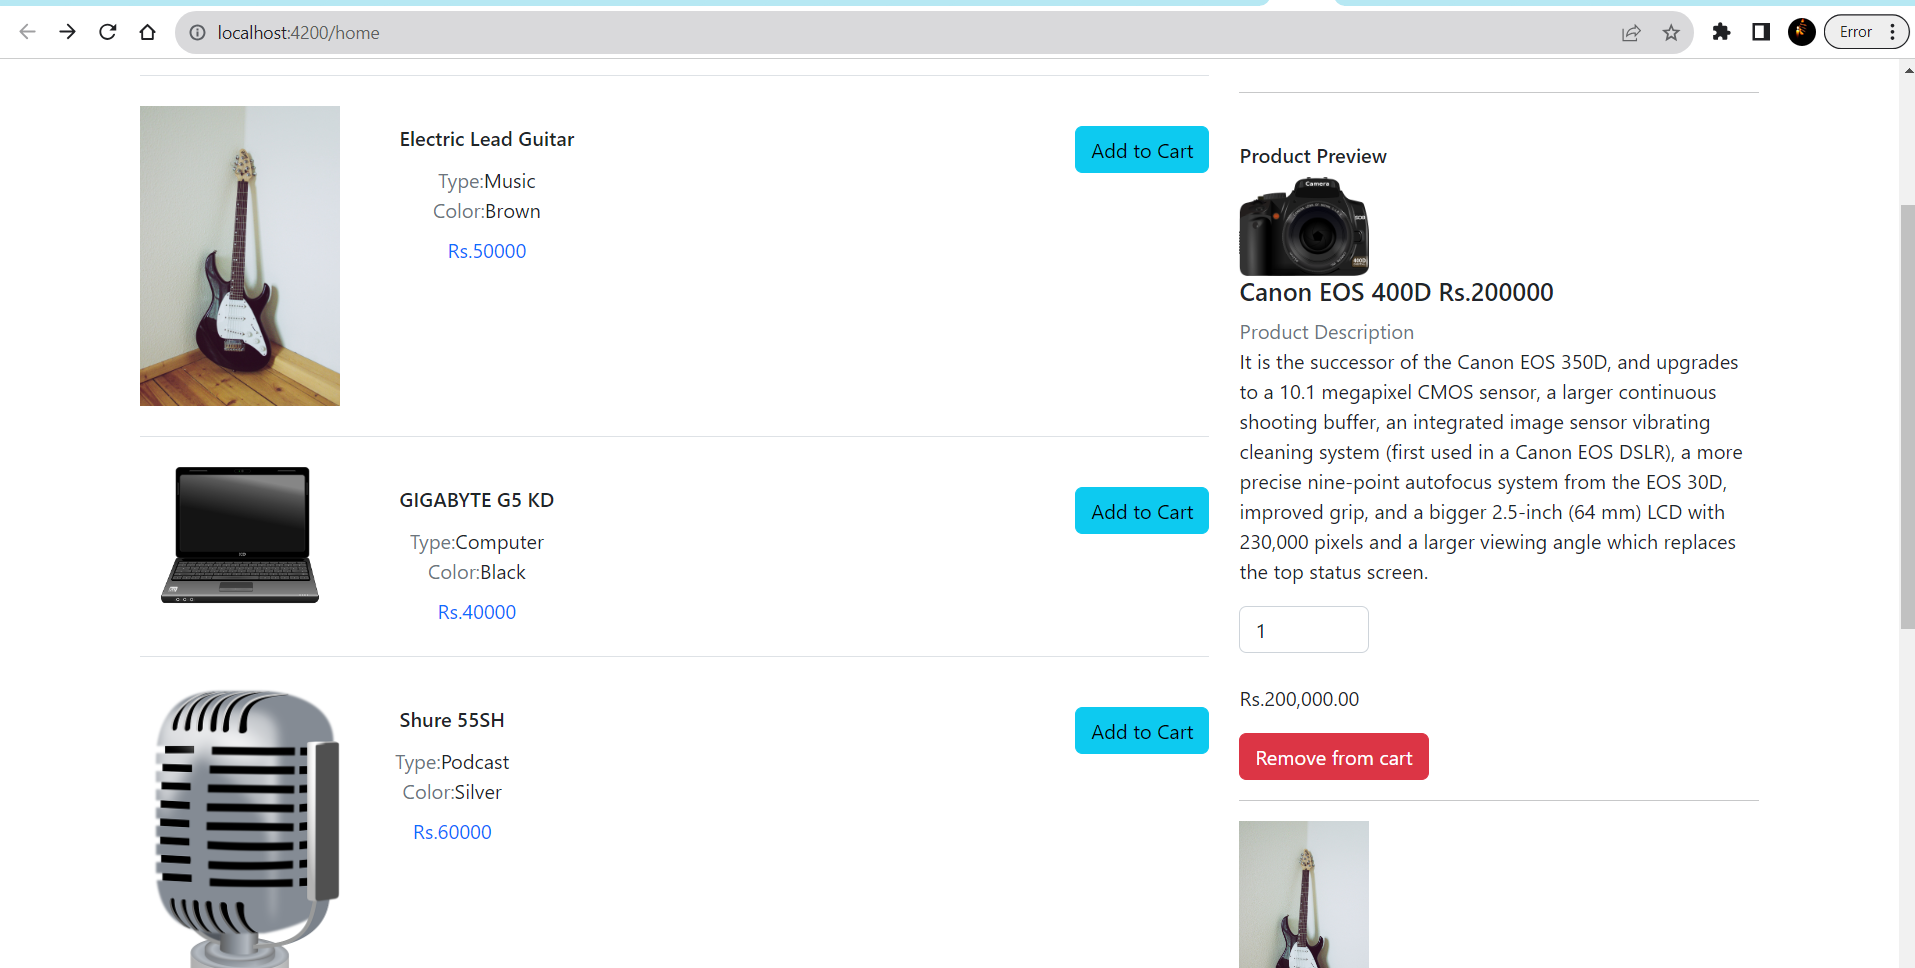 localhost:4200/home
Error
Electric Lead Guitar
Type:Music
Color:Brown
Rs.50000
Add to Cart
GIGABYTE G5 KD
Type:Computer
Color:Black
Rs.40000
Add to Cart
Shure 55SH
Type:Podcast
Color:Silver
Rs.60000
Add to Cart
Product Preview
Camera
400D
Canon EOS 400D Rs.200000
Product Description
It is the successor of the Canon EOS 350D, and upgrades
to a 10.1 megapixel CMOS sensor, a larger continuous
shooting buffer, an integrated image sensor vibrating
cleaning system (first used in a Canon EOS DSLR), a more
precise nine-point autofocus system from the EOS 30D,
improved grip, and a bigger 2.5-inch (64 mm) LCD with
230,000 pixels and a larger viewing angle which replaces
the top status screen.
1
Rs.200,000.00
Remove from cart